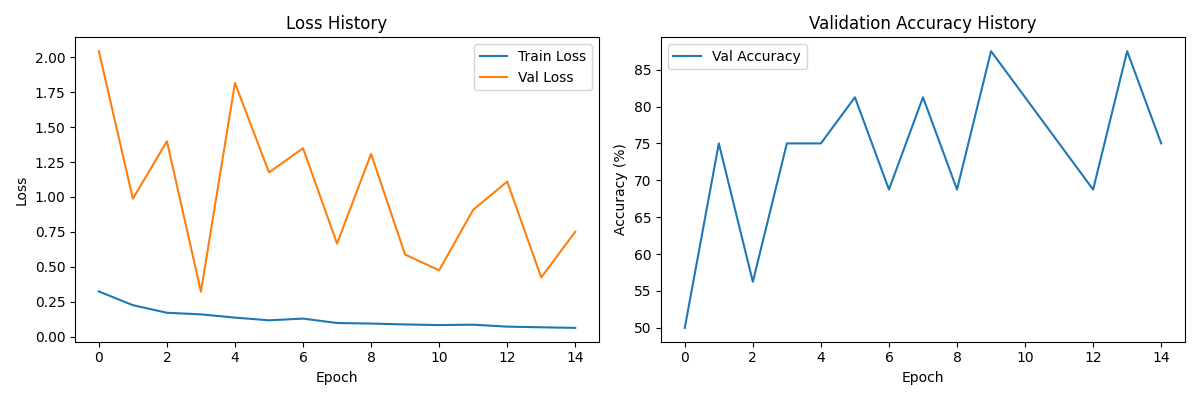 Loss History
Train Loss
Val Loss
2.00
1.75
1.50
1.25
1.00
0.75
0.50
0.25
0.00
Loss
0 2 4 6 8 10 12 14
Epoch
Validation Accuracy History
Val Accuracy
85
80
75
70
65
60
55
50
Accuracy (%)
0 2 4 6 8 10 12 14
Epoch